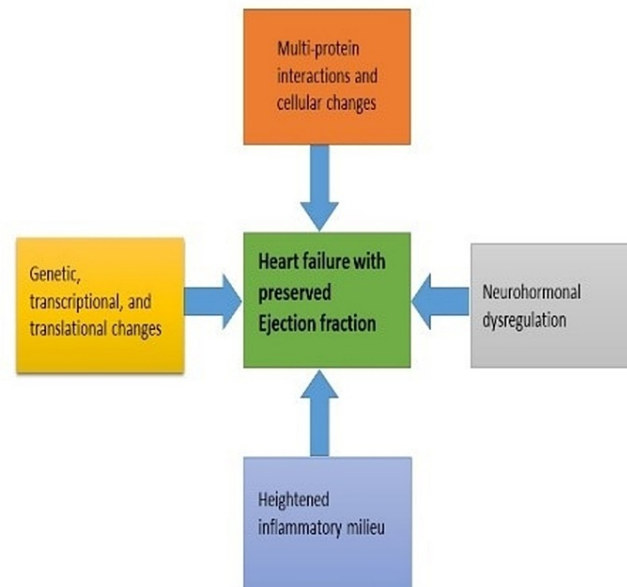 Multi-protein
interactions and
cellular changes
Genetic,
transcriptional, and
translational changes
Heart failure with
preserved
Ejection fraction
Neurohormonal
dysregulation
Heightened
inflammatory milieu